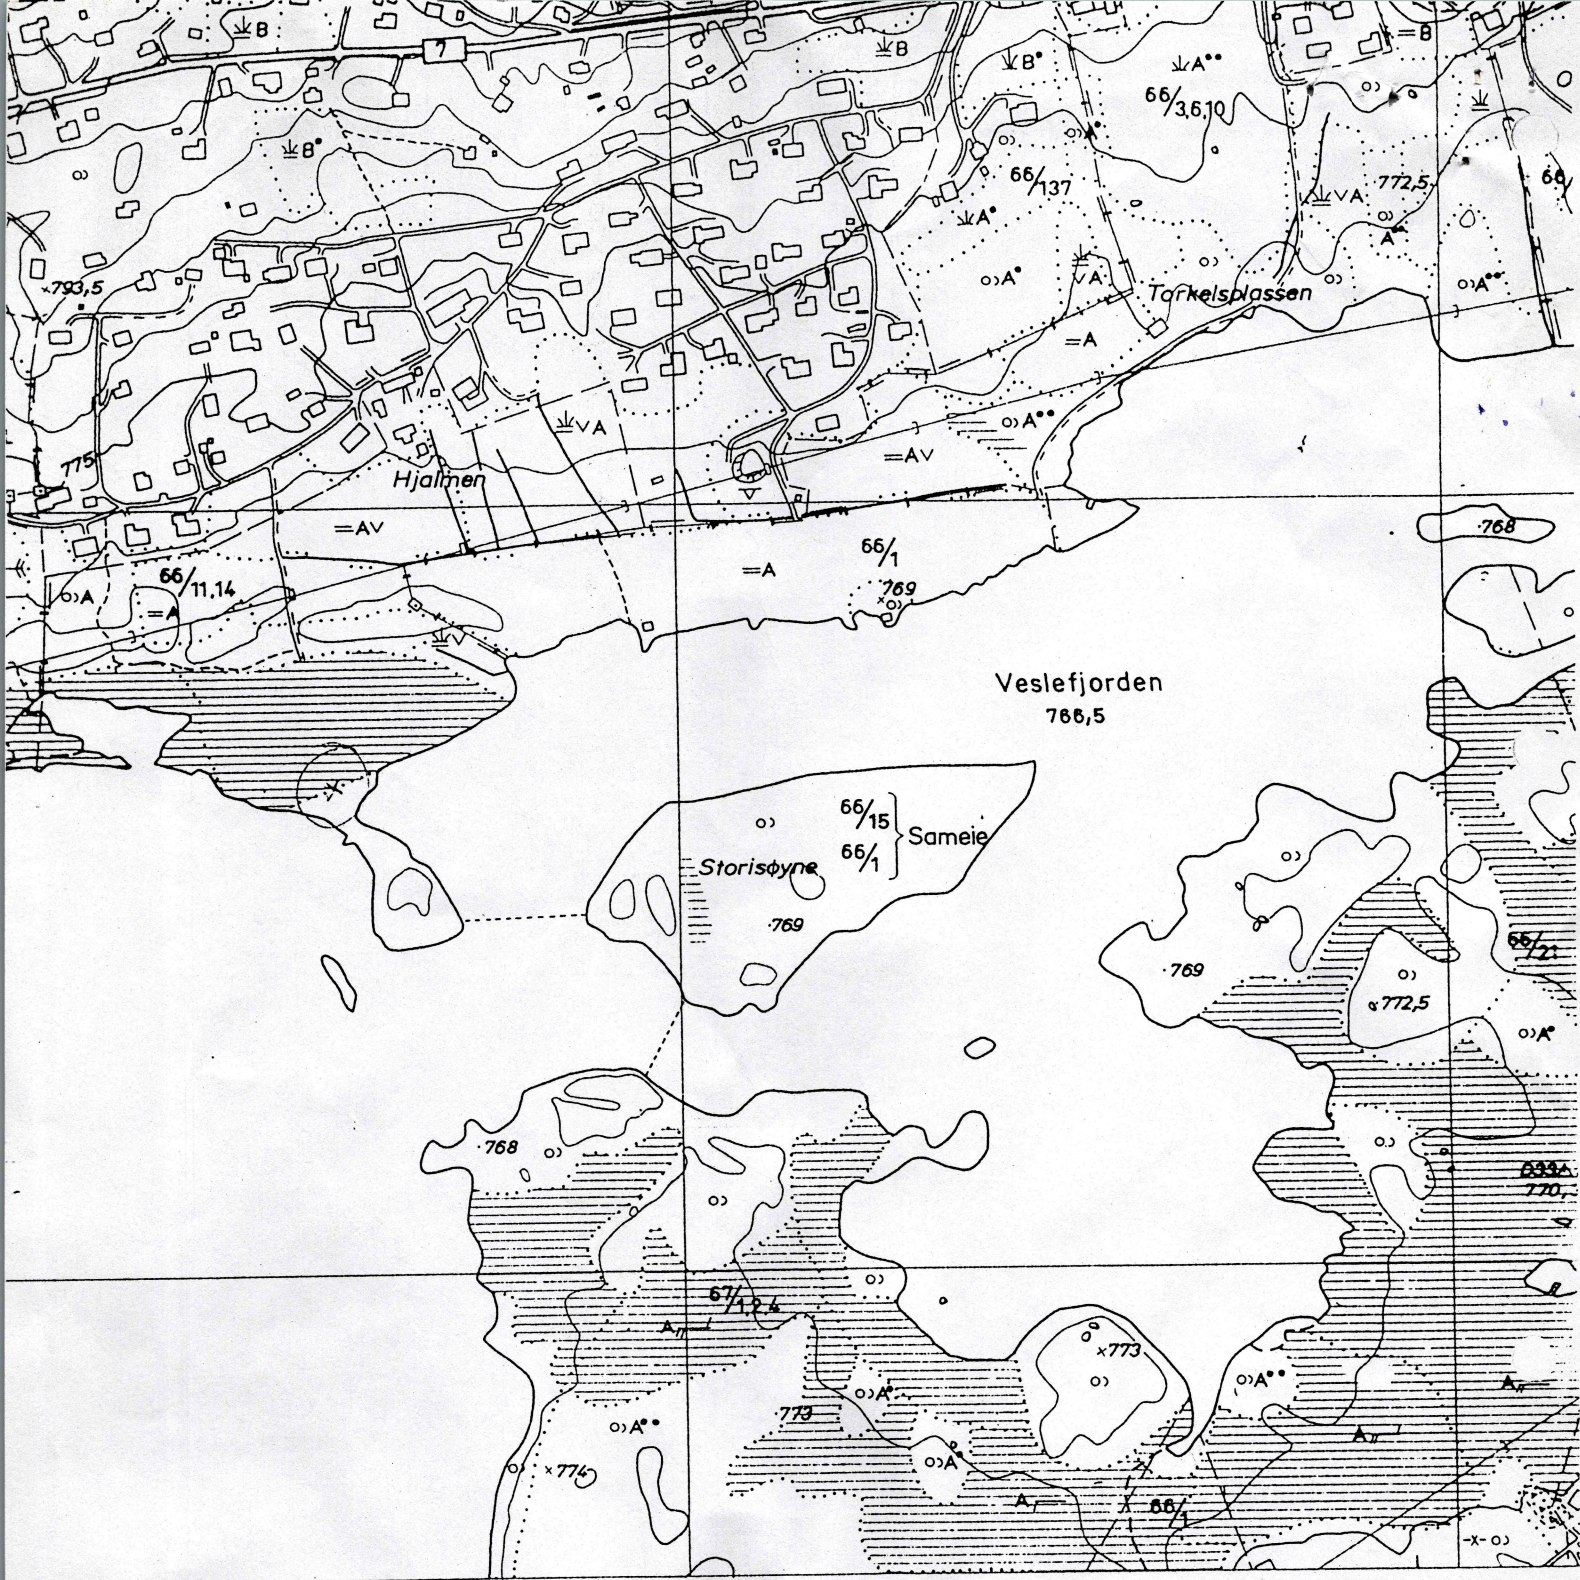 B
7
B
B•
A••
66/3,6,10
=B
B•
A•
66/137
VA
772,5
66
A•
A••
A•
VA
A••
×793,5
Torkelsplassen
=A
VA
A••
775
Hjalmen
=AV
V
=AV
768
66/1
=A
66/11,14
769
A
=A
V
Veslefjorden
766,5
66/15
66/1
Sameie
Storisøyne
769
66/21
769
772,5
A•
768
770,
67/1,2,4
A
×773
A•
A••
A
773
A••
A
A
×774
A
66/1
-x-